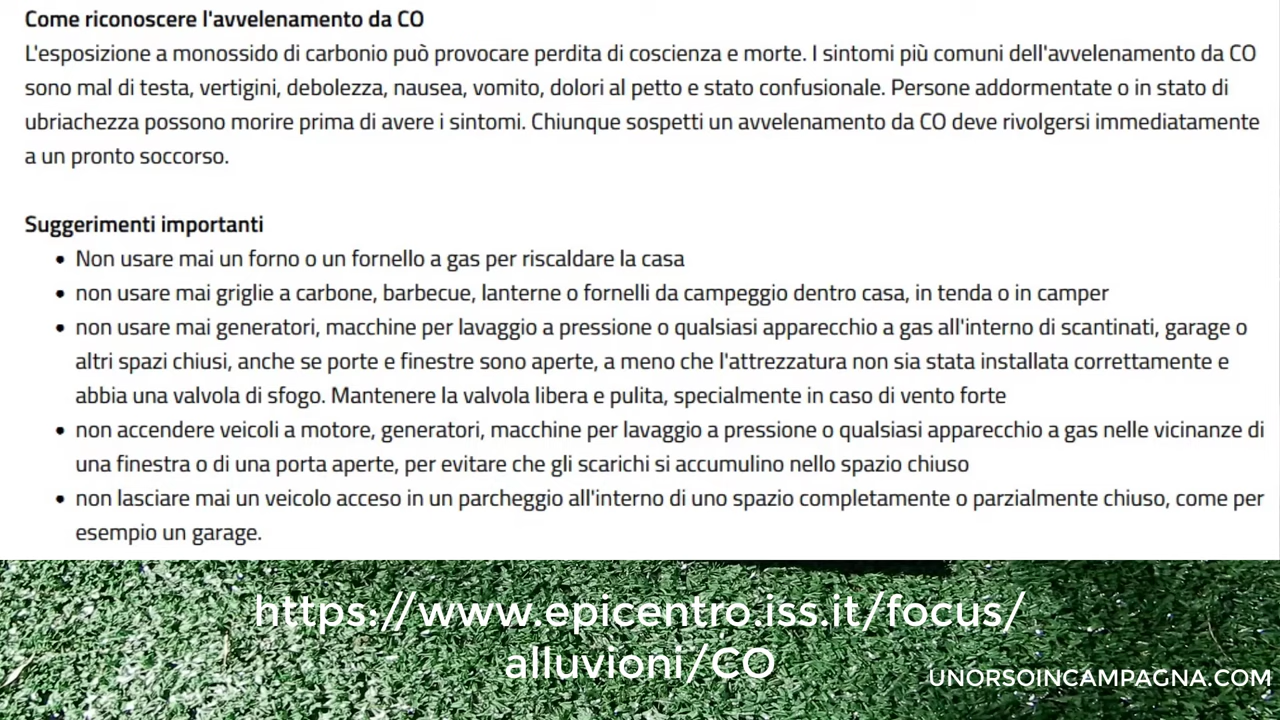 Come riconoscere l'avvelenamento da CO
L'esposizione a monossido di carbonio può provocare perdita di coscienza e morte. I sintomi più comuni dell'avvelenamento da CO
sono mal di testa, vertigini, debolezza, nausea, vomito, dolori al petto e stato confusionale. Persone addormentate o in stato di
ubriachezza possono morire prima di avere i sintomi. Chiunque sospetti un avvelenamento da CO deve rivolgersi immediatamente
a un pronto soccorso.
Suggerimenti importanti
• Non usare mai un forno o un fornello a gas per riscaldare la casa
• non usare mai griglie a carbone, barbecue, lanterne o fornelli da campeggio dentro casa, in tenda o in camper
• non usare mai generatori, macchine per lavaggio a pressione o qualsiasi apparecchio a gas all'interno di scantinati, garage o
altri spazi chiusi, anche se porte e finestre sono aperte, a meno che l'attrezzatura non sia stata installata correttamente e
abbia una valvola di sfogo. Mantenere la valvola libera e pulita, specialmente in caso di vento forte
• non accendere veicoli a motore, generatori, macchine per lavaggio a pressione o qualsiasi apparecchio a gas nelle vicinanze di
una finestra o di una porta aperte, per evitare che gli scarichi si accumulino nello spazio chiuso
• non lasciare mai un veicolo acceso in un parcheggio all'interno di uno spazio completamente o parzialmente chiuso, come per
esempio un garage.
https://www.epicentro.iss.it/focus/
alluvioni/CO
UNORSOINCAMPAGNA.COM